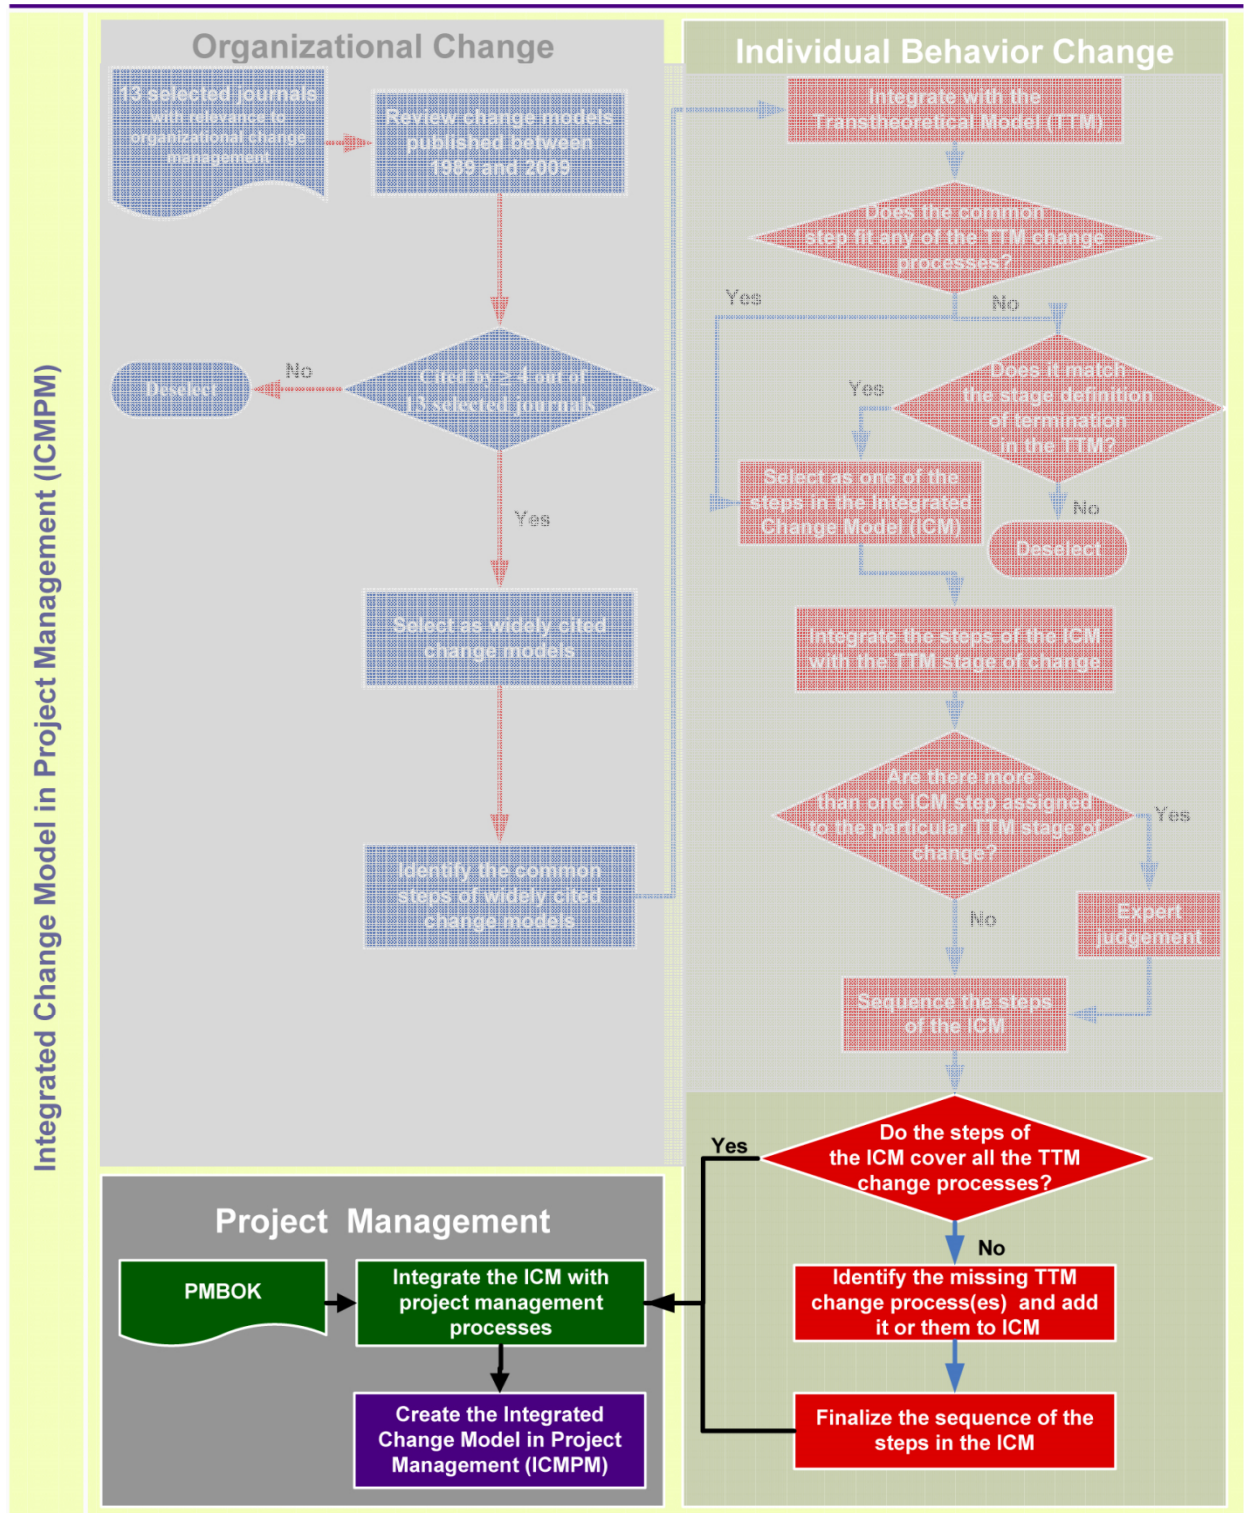 Integrated Change Model in Project Management (ICMPM)
Organizational Change
13 selected journals
with relevance to
organizational change
management
Review change models
published between
1989 and 2009
No
Deselect
Cited by ≥ 4 out of
13 selected journals
Yes
Select as widely cited
change models
Identify the common
steps of widely cited
change models
Individual Behavior Change
Integrate with the
Transtheoretical Model (TTM)
Does the common
step fit any of the TTM change
processes?
Yes
No
Does it match
the stage definition
of termination
in the TTM?
Yes
Select as one of the
steps in the Integrated
Change Model (ICM)
No
Deselect
Integrate the steps of the ICM
with the TTM stage of change
Are there more
than one ICM step assigned
to the particular TTM stage of
change?
Yes
No
Expert
judgement
Sequence the steps
of the ICM
Do the steps of
the ICM cover all the TTM
change processes?
Yes
No
Identify the missing TTM
change process(es) and add
it or them to ICM
Finalize the sequence of the
steps in the ICM
Project Management
PMBOK
Integrate the ICM with
project management
processes
Create the Integrated
Change Model in Project
Management (ICMPM)